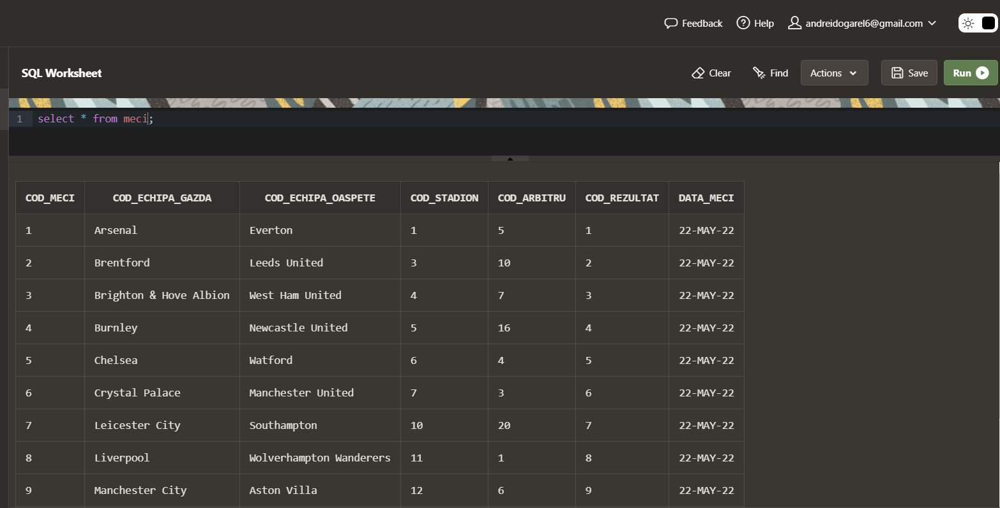 Feedback Help andreidogarel6@gmail.com
SQL Worksheet Clear Find Actions Save Run
1 select * from meci;
COD_MECI COD_ECHIPA_GAZDA COD_ECHIPA_OASPETE COD_STADION COD_ARBITRU COD_REZULTAT DATA_MECI
1 Arsenal Everton 1 5 1 22-MAY-22
2 Brentford Leeds United 3 10 2 22-MAY-22
3 Brighton & Hove Albion West Ham United 4 7 3 22-MAY-22
4 Burnley Newcastle United 5 16 4 22-MAY-22
5 Chelsea Watford 6 4 5 22-MAY-22
6 Crystal Palace Manchester United 7 3 6 22-MAY-22
7 Leicester City Southampton 10 20 7 22-MAY-22
8 Liverpool Wolverhampton Wanderers 11 1 8 22-MAY-22
9 Manchester City Aston Villa 12 6 9 22-MAY-22